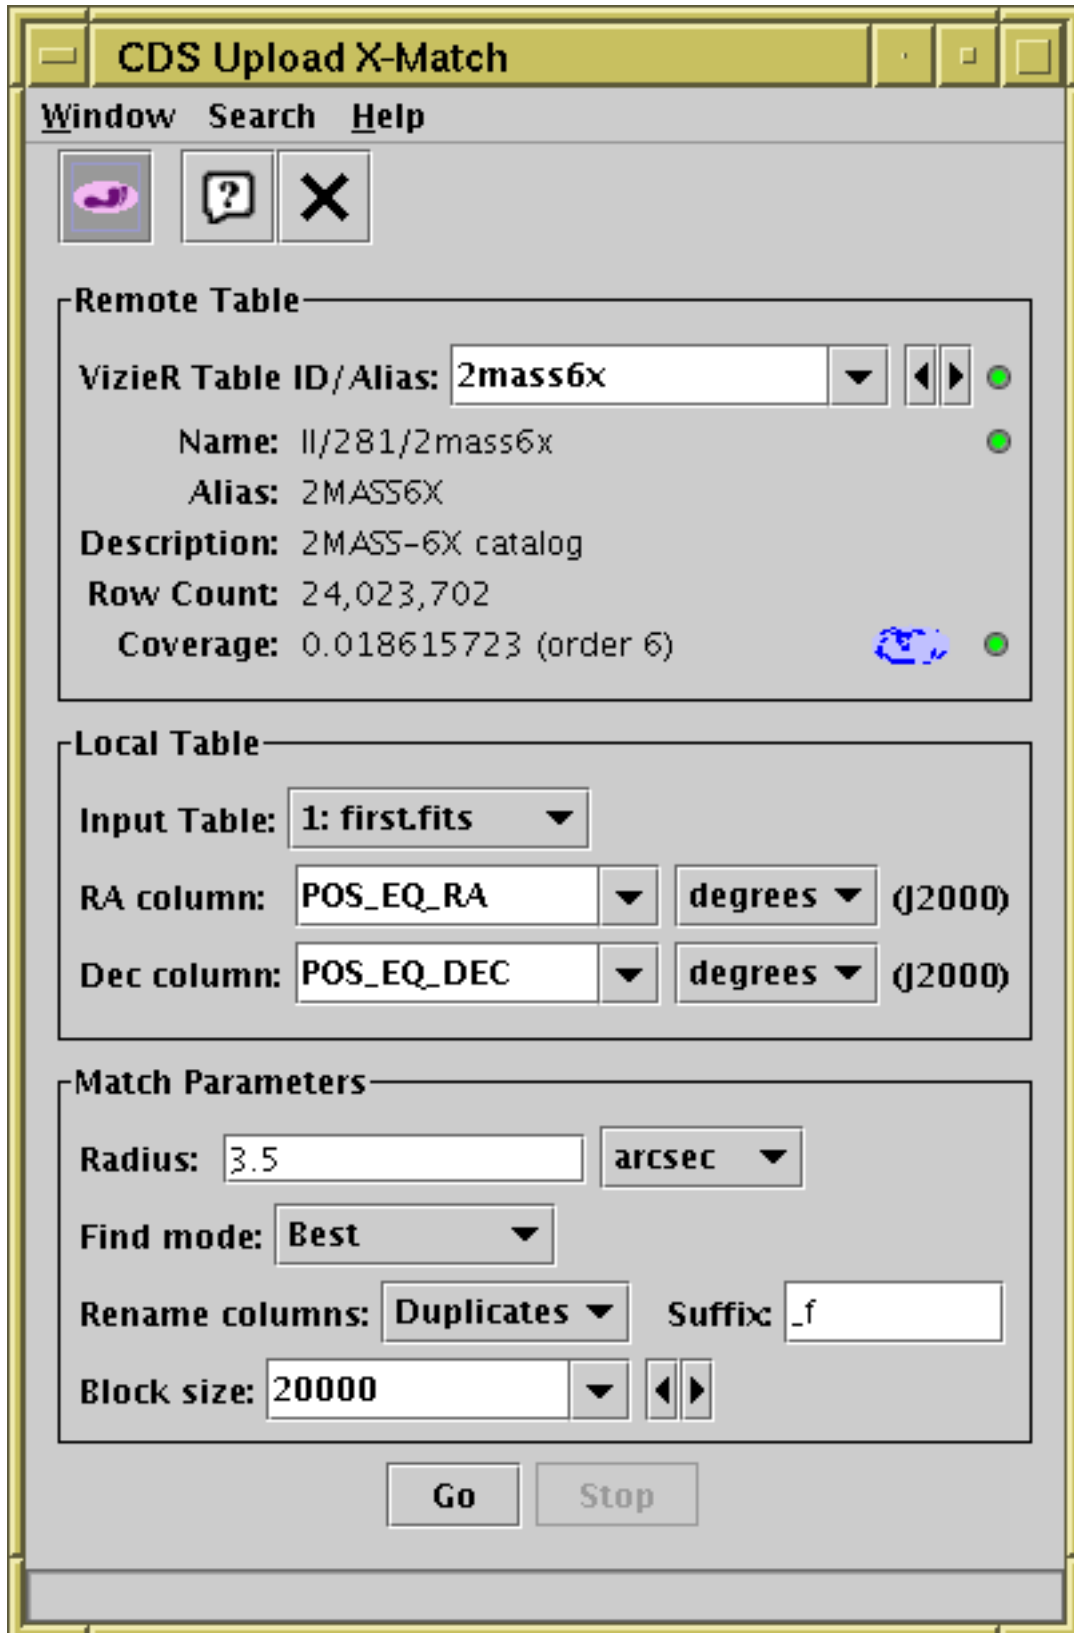 CDS Upload X-Match
Window Search Help
?
Remote Table
VizieR Table ID/Alias: 2mass6x
Name: II/281/2mass6x
Alias: 2MASS6X
Description: 2MASS-6X catalog
Row Count: 24,023,702
Coverage: 0.018615723 (order 6)
Local Table
Input Table: 1: first.fits
RA column: POS_EQ_RA degrees (J2000)
Dec column: POS_EQ_DEC degrees (J2000)
Match Parameters
Radius: 3.5 arcsec
Find mode: Best
Rename columns: Duplicates Suffix: _f
Block size: 20000
Go Stop